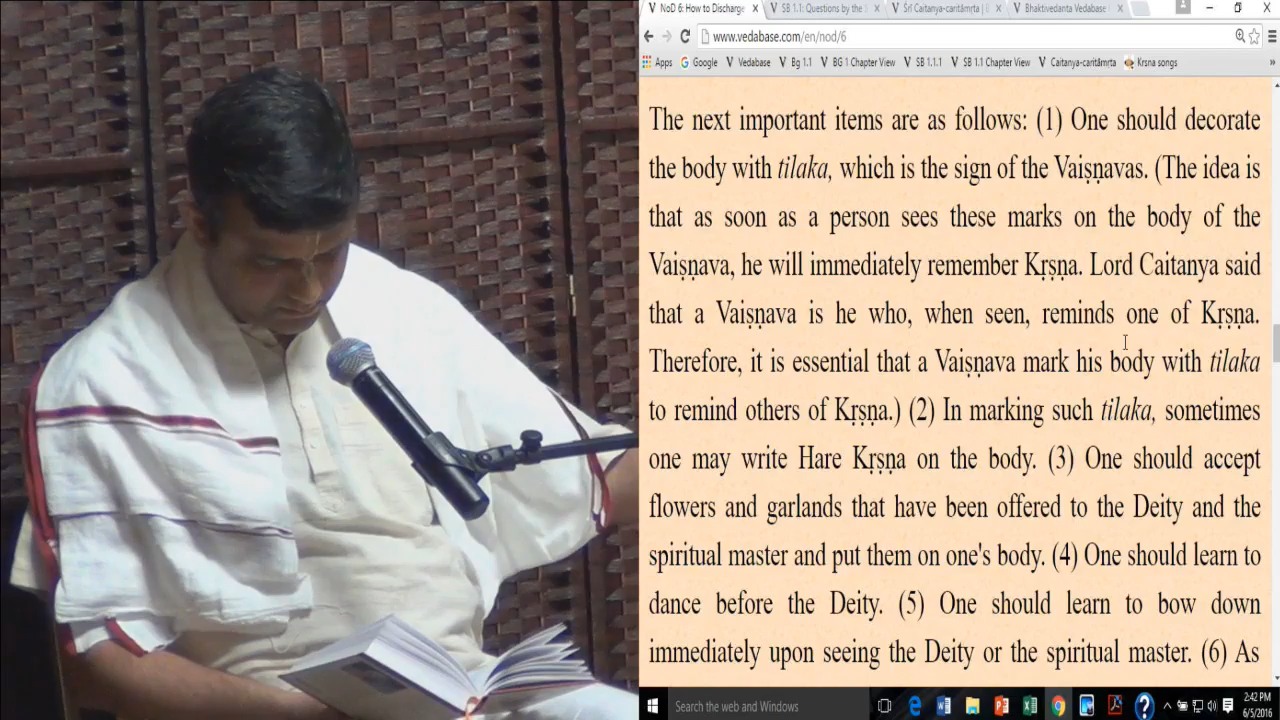 NoD 6: How to Discharge
SB 1.1: Questions by the S
Śrī Caitanya-caritāmṛta |
Bhaktivedanta Vedabase
www.vedabase.com/en/nod/6
Apps Google Vedabase Bg 1.1 BG 1 Chapter View SB 1.1.1 SB 1.1 Chapter View Caitanya-caritāmṛta Krsna songs »
The next important items are as follows: (1) One should decorate
the body with tilaka, which is the sign of the Vaiṣṇavas. (The idea is
that as soon as a person sees these marks on the body of the
Vaiṣṇava, he will immediately remember Kṛṣṇa. Lord Caitanya said
that a Vaiṣṇava is he who, when seen, reminds one of Kṛṣṇa.
Therefore, it is essential that a Vaiṣṇava mark his body with tilaka
to remind others of Kṛṣṇa.) (2) In marking such tilaka, sometimes
one may write Hare Kṛṣṇa on the body. (3) One should accept
flowers and garlands that have been offered to the Deity and the
spiritual master and put them on one's body. (4) One should learn to
dance before the Deity. (5) One should learn to bow down
immediately upon seeing the Deity or the spiritual master. (6) As
Search the web and Windows
2:42 PM
6/5/2016